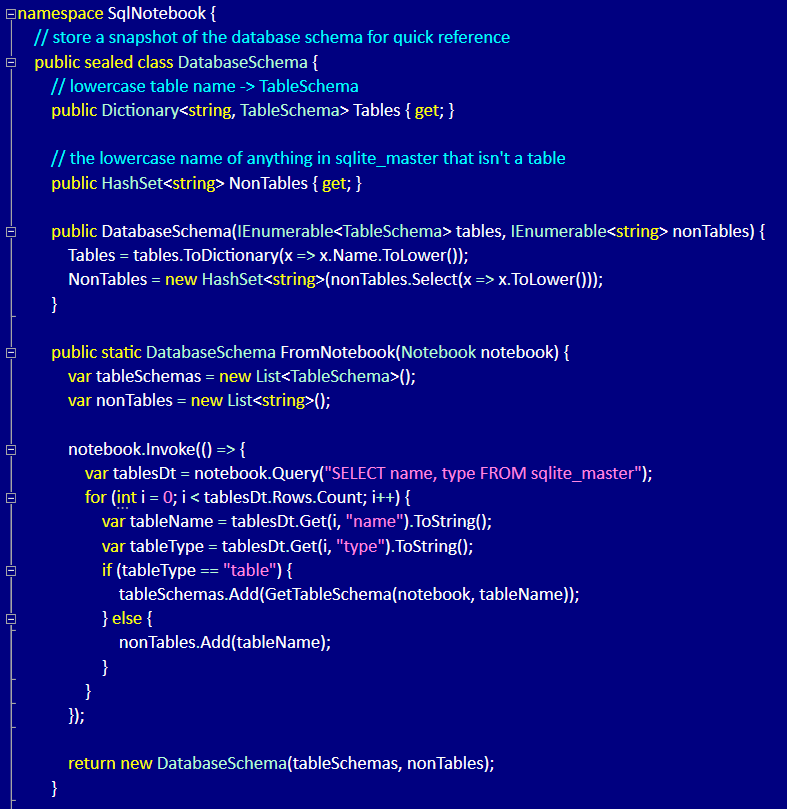 namespace SqlNotebook {
// store a snapshot of the database schema for quick reference
public sealed class DatabaseSchema {
// lowercase table name -> TableSchema
public Dictionary<string, TableSchema> Tables { get; }
// the lowercase name of anything in sqlite_master that isn't a table
public HashSet<string> NonTables { get; }
public DatabaseSchema(IEnumerable<TableSchema> tables, IEnumerable<string> nonTables) {
Tables = tables.ToDictionary(x => x.Name.ToLower());
NonTables = new HashSet<string>(nonTables.Select(x => x.ToLower()));
}
public static DatabaseSchema FromNotebook(Notebook notebook) {
var tableSchemas = new List<TableSchema>();
var nonTables = new List<string>();
notebook.Invoke(() => {
var tablesDt = notebook.Query("SELECT name, type FROM sqlite_master");
for (int i = 0; i < tablesDt.Rows.Count; i++) {
var tableName = tablesDt.Get(i, "name").ToString();
var tableType = tablesDt.Get(i, "type").ToString();
if (tableType == "table") {
tableSchemas.Add(GetTableSchema(notebook, tableName));
} else {
nonTables.Add(tableName);
}
}
});
return new DatabaseSchema(tableSchemas, nonTables);
}